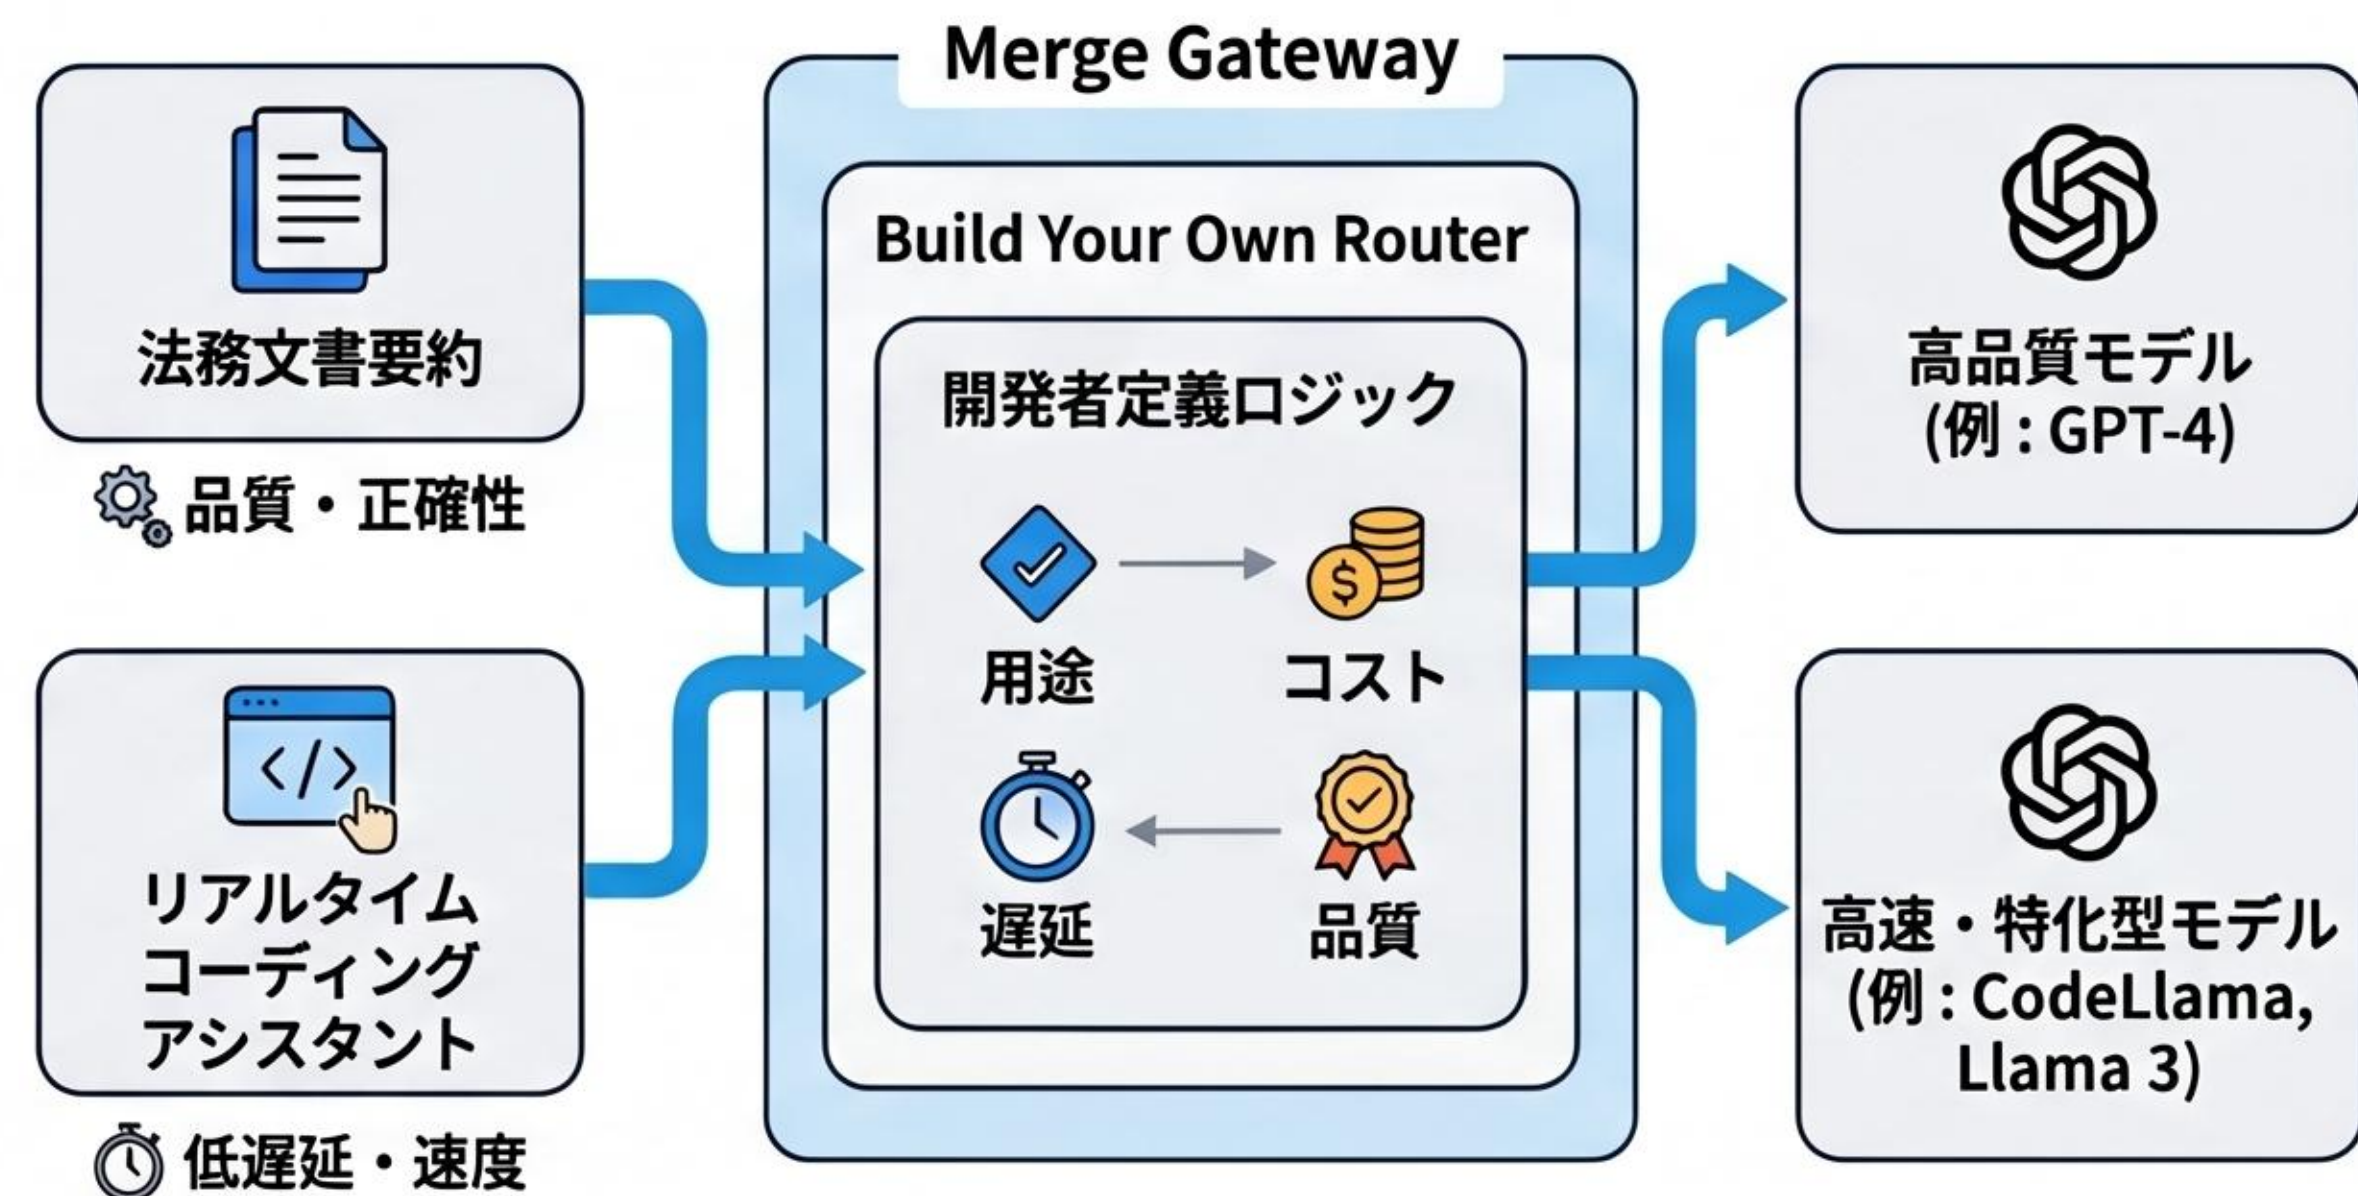 Merge Gateway
法務文書要約
品質・正確性
リアルタイム
コーディング
アシスタント
低遅延・速度
Build Your Own Router
開発者定義ロジック
用途
コスト
遅延
品質
高品質モデル
(例 : GPT-4)
高速・特化型モデル
(例 : CodeLlama,
Llama 3)